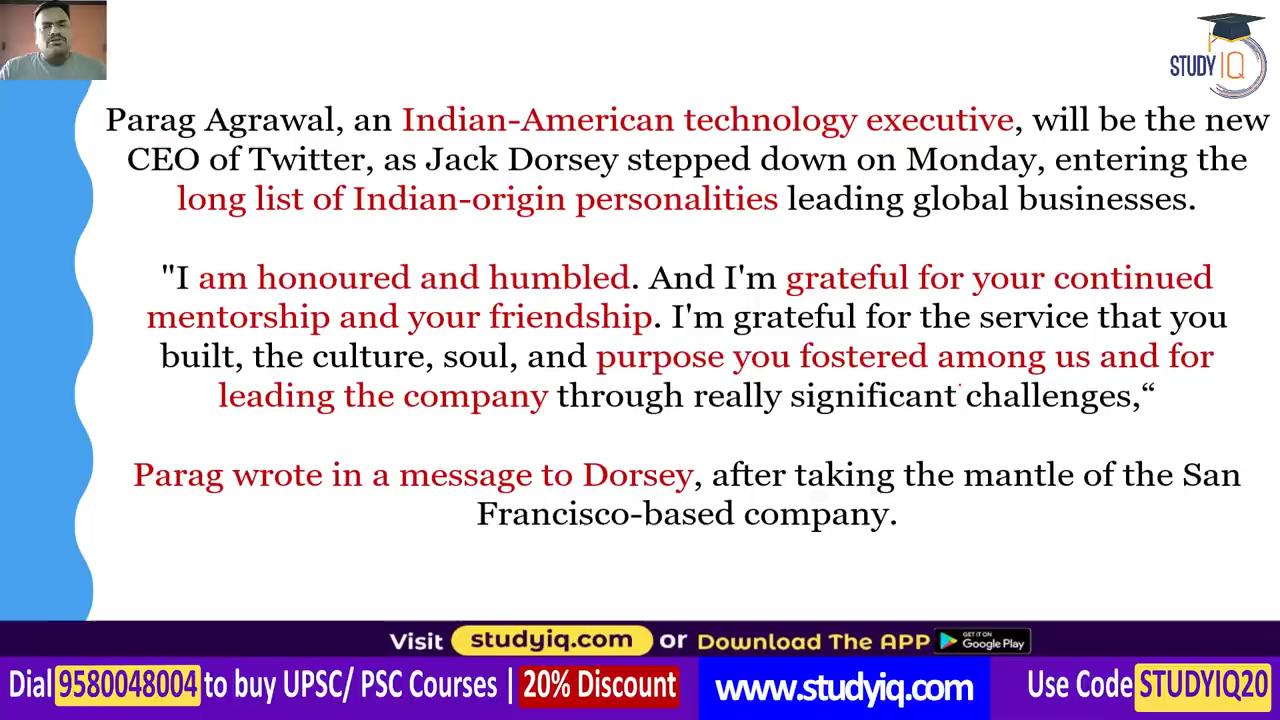 STUDY IQ
Parag Agrawal, an Indian-American technology executive, will be the new
CEO of Twitter, as Jack Dorsey stepped down on Monday, entering the
long list of Indian-origin personalities leading global businesses.
"I am honoured and humbled. And I'm grateful for your continued
mentorship and your friendship. I'm grateful for the service that you
built, the culture, soul, and purpose you fostered among us and for
leading the company through really significant challenges,“
Parag wrote in a message to Dorsey, after taking the mantle of the San
Francisco-based company.
Visit studyiq.com or Download The APP GET IT ON Google Play
Dial 9580048004 to buy UPSC/ PSC Courses | 20% Discount www.studyiq.com Use Code STUDYIQ20